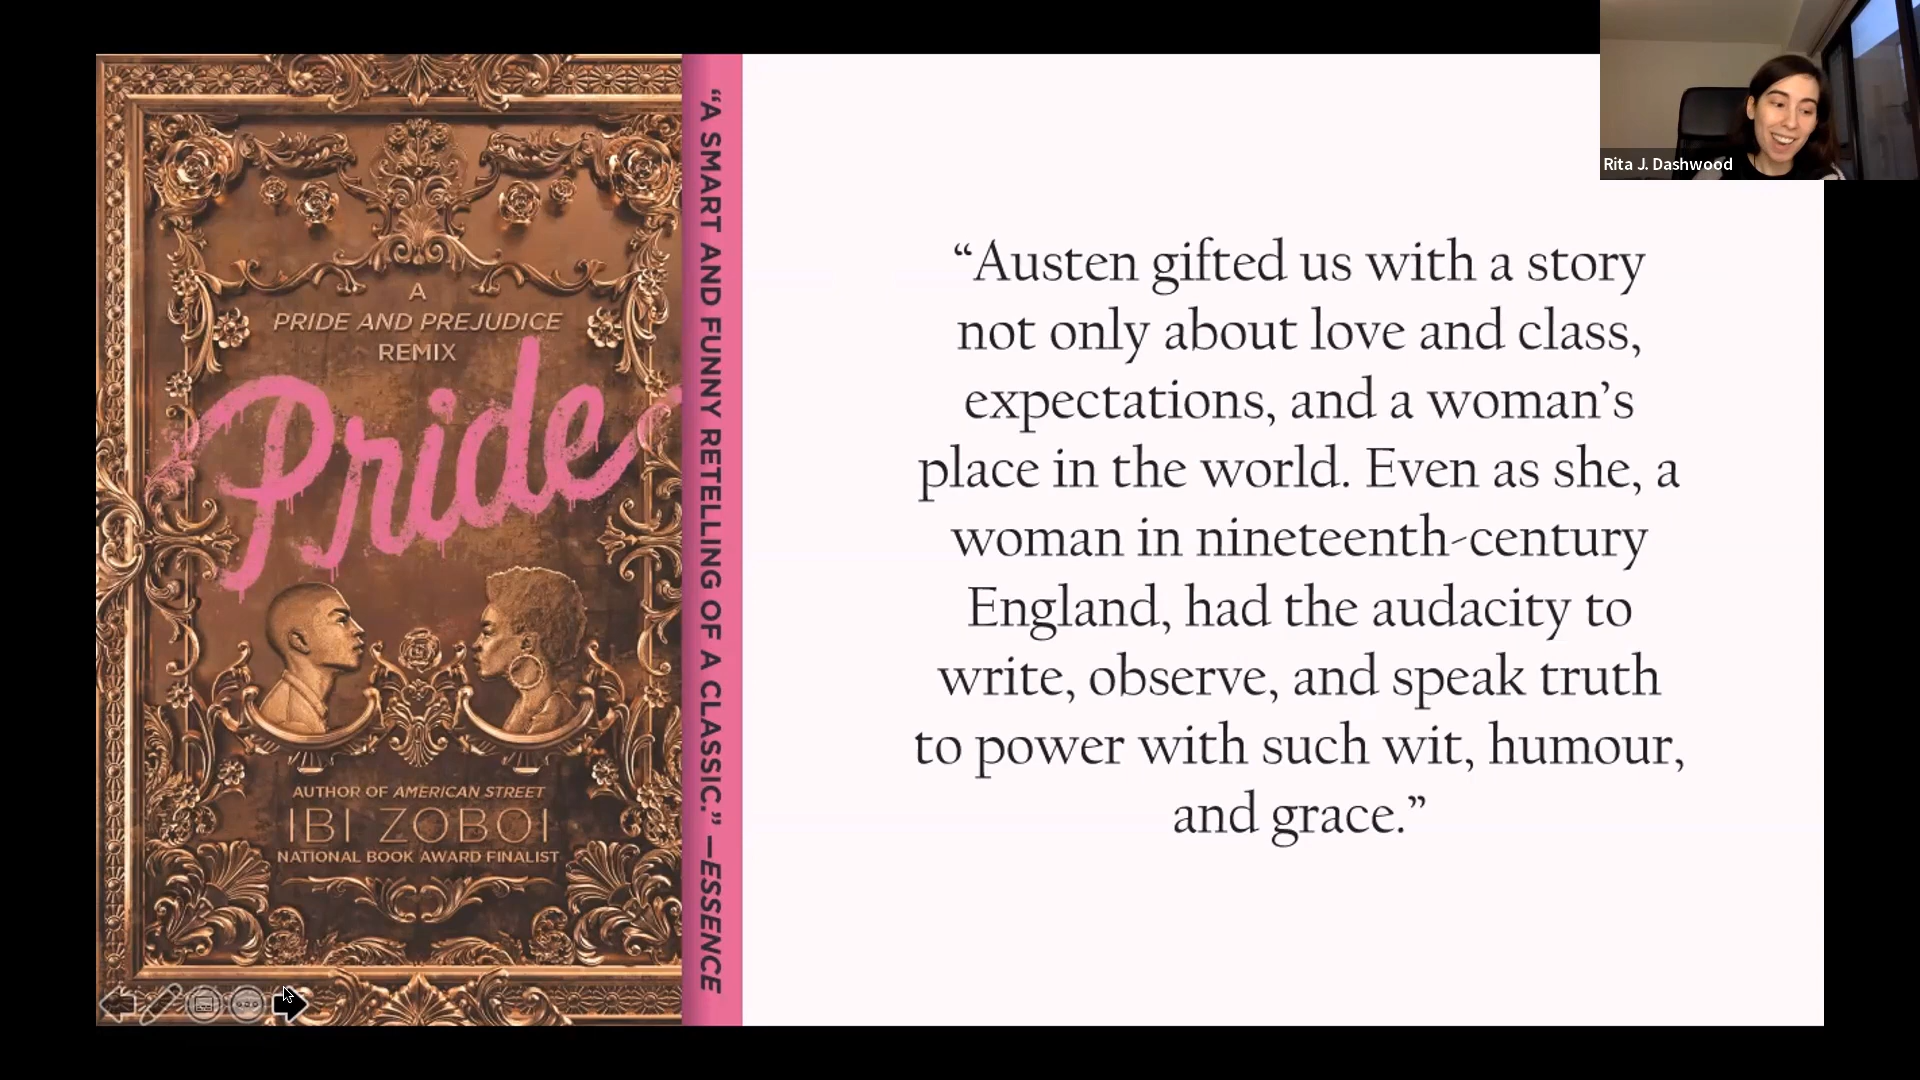 A
PRIDE AND PREJUDICE
REMIX
Pride
AUTHOR OF AMERICAN STREET
IBI ZOBOI
NATIONAL BOOK AWARD FINALIST
“A SMART AND FUNNY RETELLING OF A CLASSIC.” —ESSENCE
“Austen gifted us with a story
not only about love and class,
expectations, and a woman’s
place in the world. Even as she, a
woman in nineteenth-century
England, had the audacity to
write, observe, and speak truth
to power with such wit, humour,
and grace.”
Rita J. Dashwood